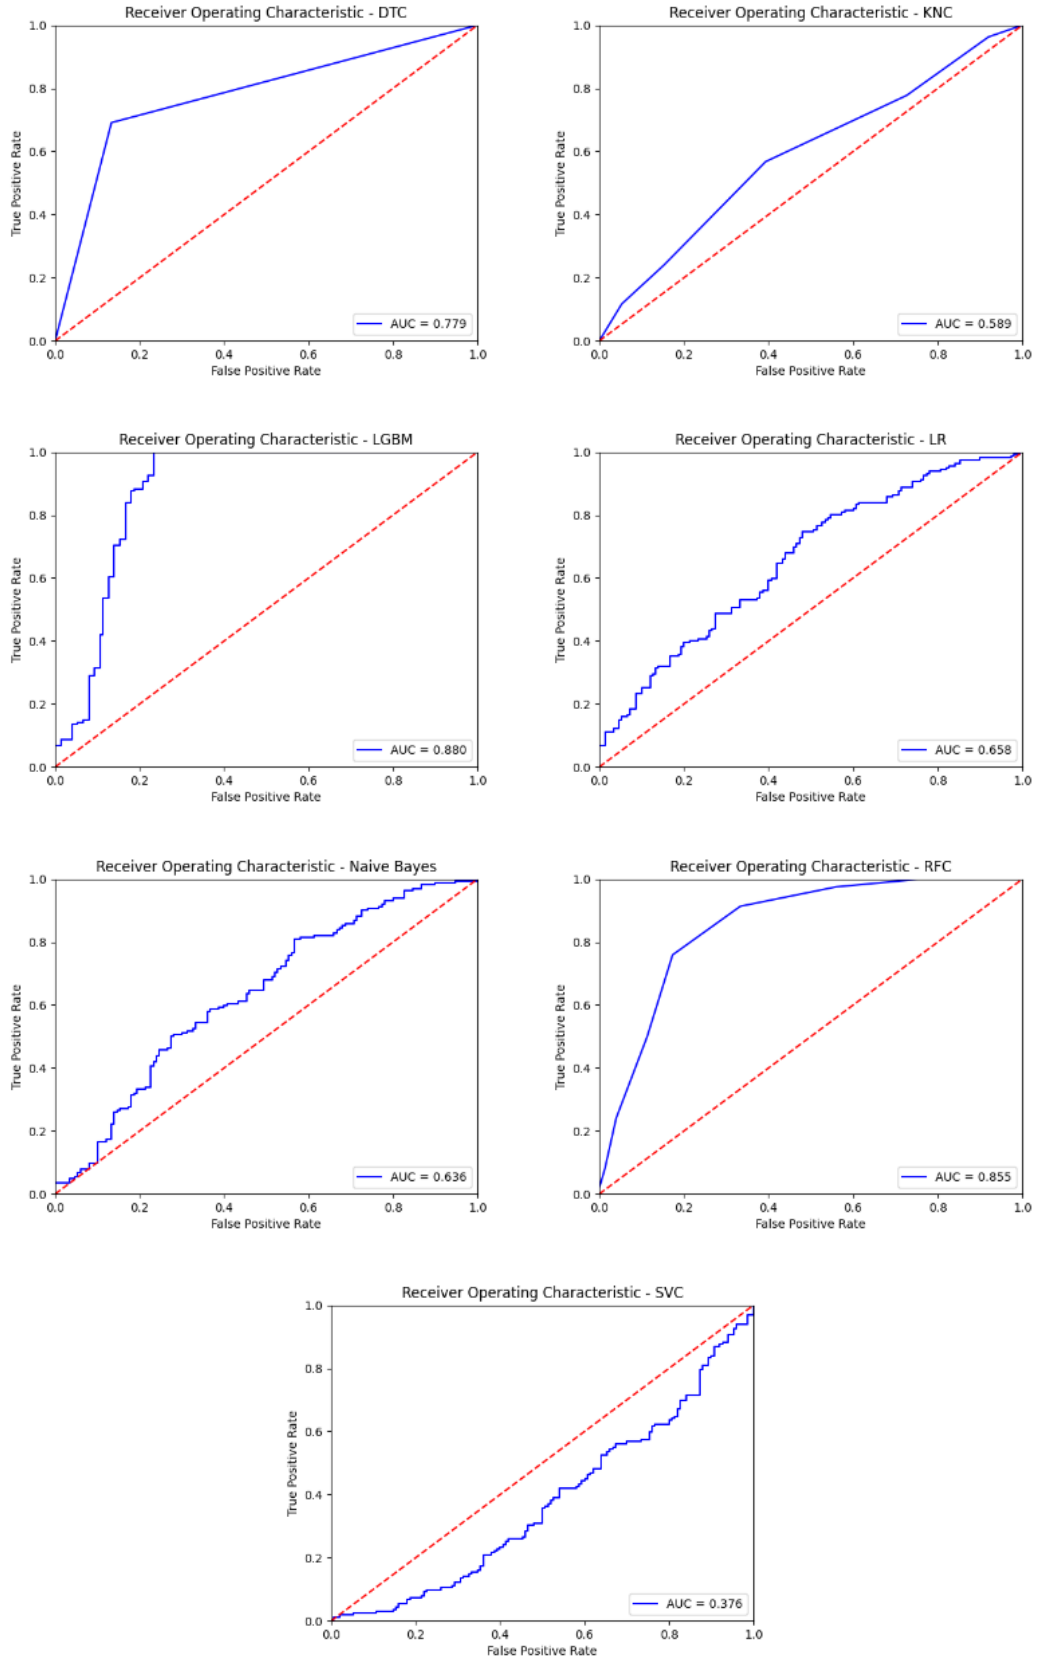 Receiver Operating Characteristic - DTC
1.0
0.8
0.6
0.4
0.2
0.0
True Positive Rate
AUC = 0.779
0.0 0.2 0.4 0.6 0.8 1.0
False Positive Rate
Receiver Operating Characteristic - KNC
1.0
0.8
0.6
0.4
0.2
0.0
True Positive Rate
AUC = 0.589
0.0 0.2 0.4 0.6 0.8 1.0
False Positive Rate
Receiver Operating Characteristic - LGBM
1.0
0.8
0.6
0.4
0.2
0.0
True Positive Rate
AUC = 0.880
0.0 0.2 0.4 0.6 0.8 1.0
False Positive Rate
Receiver Operating Characteristic - LR
1.0
0.8
0.6
0.4
0.2
0.0
True Positive Rate
AUC = 0.658
0.0 0.2 0.4 0.6 0.8 1.0
False Positive Rate
Receiver Operating Characteristic - Naive Bayes
1.0
0.8
0.6
0.4
0.2
0.0
True Positive Rate
AUC = 0.636
0.0 0.2 0.4 0.6 0.8 1.0
False Positive Rate
Receiver Operating Characteristic - RFC
1.0
0.8
0.6
0.4
0.2
0.0
True Positive Rate
AUC = 0.855
0.0 0.2 0.4 0.6 0.8 1.0
False Positive Rate
Receiver Operating Characteristic - SVC
1.0
0.8
0.6
0.4
0.2
0.0
True Positive Rate
AUC = 0.376
0.0 0.2 0.4 0.6 0.8 1.0
False Positive Rate